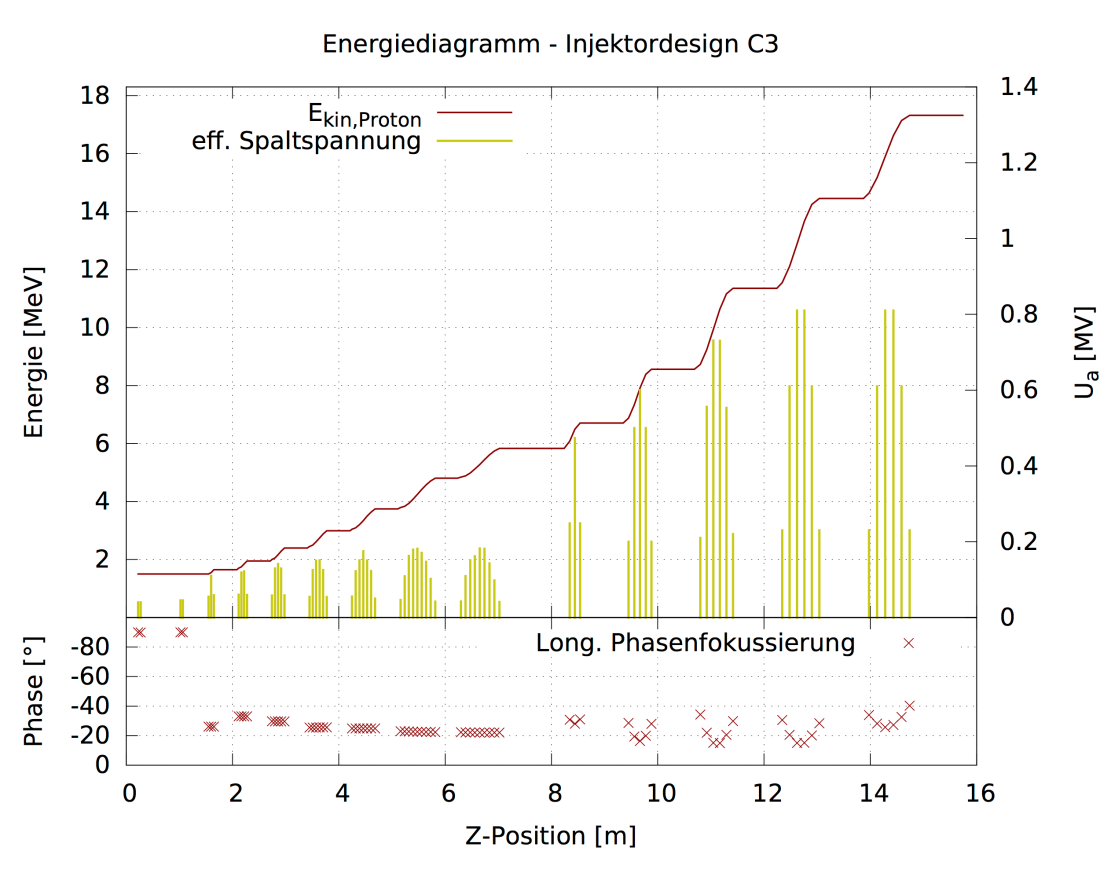 Energiediagramm - Injektordesign C3
E_kin,Proton
eff. Spaltspannung
Energie [MeV]
18
16
14
12
10
8
6
4
2
1.4
1.2
1
0.8
0.6
0.4
0.2
0
U_a [MV]
Long. Phasenfokussierung
Phase [°]
-80
-60
-40
-20
0
0 2 4 6 8 10 12 14 16
Z-Position [m]